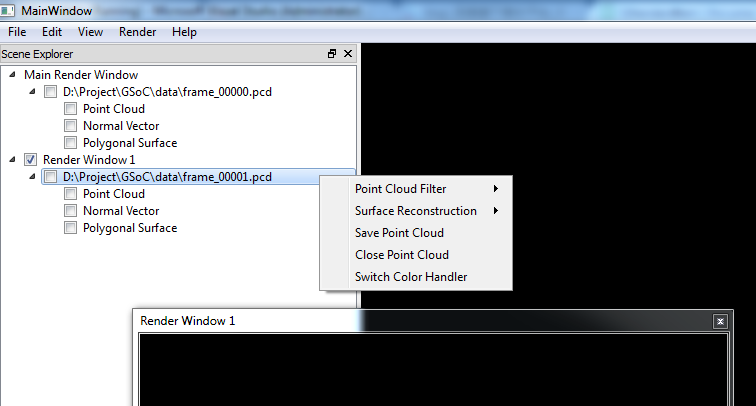 MainWindow
File Edit View Render Help
Scene Explorer
Main Render Window
D:\Project\GSoC\data\frame_00000.pcd
Point Cloud
Normal Vector
Polygonal Surface
Render Window 1
D:\Project\GSoC\data\frame_00001.pcd
Point Cloud
Normal Vector
Polygonal Surface
Point Cloud Filter
Surface Reconstruction
Save Point Cloud
Close Point Cloud
Switch Color Handler
Render Window 1